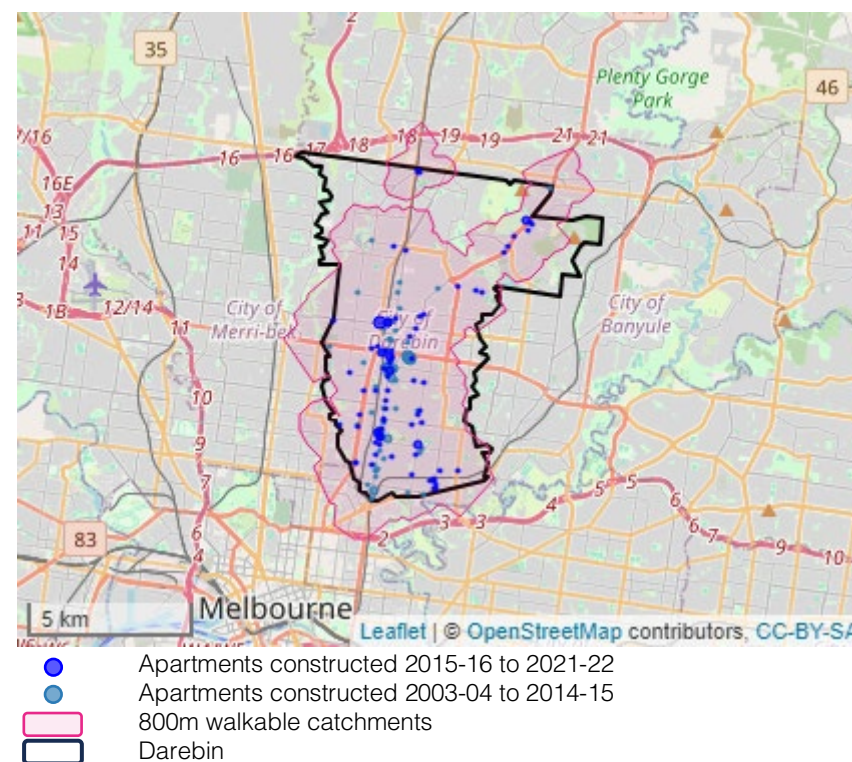 2
35
Plenty Gorge
Park
46
7/16
16
16
17
18
18
19
19
21
21
16E
13
11
15
14
1B
12/14
11
City of
Merri-bek
City of
Darebin
City of
Banyule
10
9
7
6
4
83
2
3
3
4
5
5
6
6
7
9
10
5 km
Melbourne
Leaflet | © OpenStreetMap contributors, CC-BY-SA
Apartments constructed 2015-16 to 2021-22
Apartments constructed 2003-04 to 2014-15
800m walkable catchments
Darebin